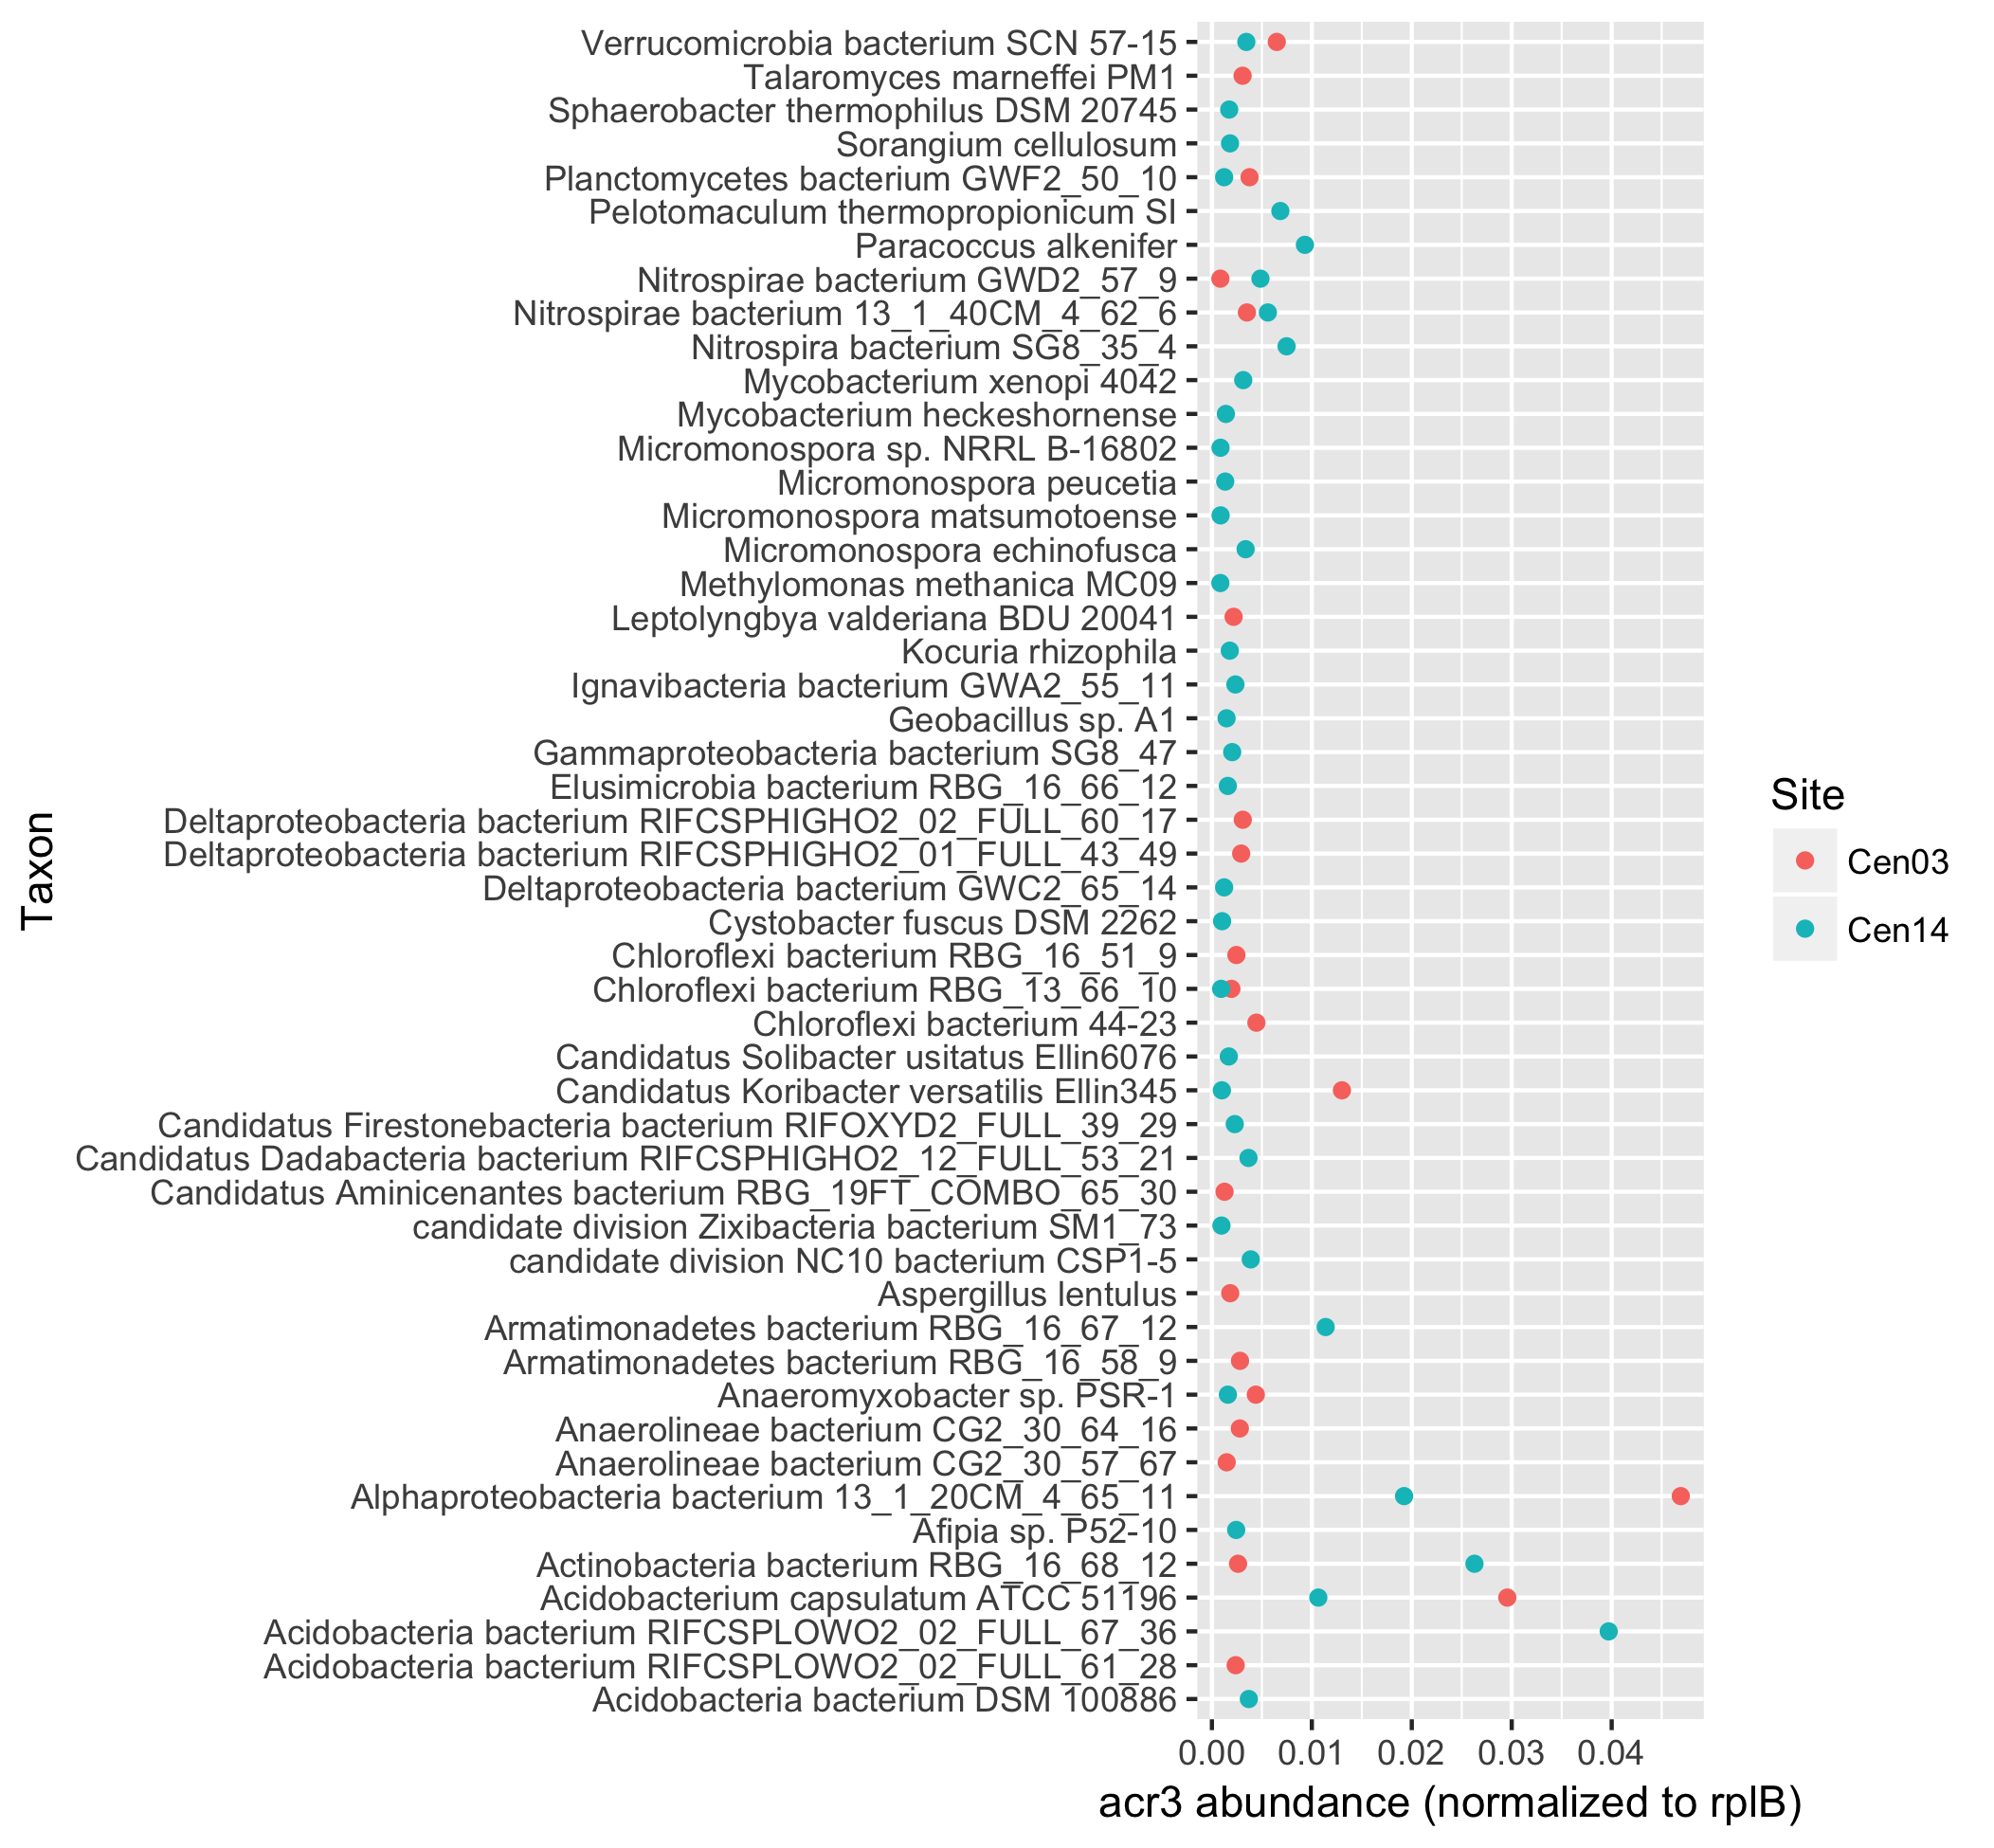 Verrucomicrobia bacterium SCN 57-15
Talaromyces marneffei PM1
Sphaerobacter thermophilus DSM 20745
Sorangium cellulosum
Planctomycetes bacterium GWF2_50_10
Pelotomaculum thermopropionicum SI
Paracoccus alkenifer
Nitrospirae bacterium GWD2_57_9
Nitrospirae bacterium 13_1_40CM_4_62_6
Nitrospira bacterium SG8_35_4
Mycobacterium xenopi 4042
Mycobacterium heckeshornense
Micromonospora sp. NRRL B-16802
Micromonospora peucetia
Micromonospora matsumotoense
Micromonospora echinofusca
Methylomonas methanica MC09
Leptolyngbya valderiana BDU 20041
Kocuria rhizophila
Ignavibacteria bacterium GWA2_55_11
Geobacillus sp. A1
Gammaproteobacteria bacterium SG8_47
Elusimicrobia bacterium RBG_16_66_12
Deltaproteobacteria bacterium RIFCSPHIGHO2_02_FULL_60_17
Deltaproteobacteria bacterium RIFCSPHIGHO2_01_FULL_43_49
Deltaproteobacteria bacterium GWC2_65_14
Cystobacter fuscus DSM 2262
Chloroflexi bacterium RBG_16_51_9
Chloroflexi bacterium RBG_13_66_10
Chloroflexi bacterium 44-23
Candidatus Solibacter usitatus Ellin6076
Candidatus Koribacter versatilis Ellin345
Candidatus Firestonebacteria bacterium RIFOXYD2_FULL_39_29
Candidatus Dadabacteria bacterium RIFCSPHIGHO2_12_FULL_53_21
Candidatus Aminicenantes bacterium RBG_19FT_COMBO_65_30
candidate division Zixibacteria bacterium SM1_73
candidate division NC10 bacterium CSP1-5
Aspergillus lentulus
Armatimonadetes bacterium RBG_16_67_12
Armatimonadetes bacterium RBG_16_58_9
Anaeromyxobacter sp. PSR-1
Anaerolineae bacterium CG2_30_64_16
Anaerolineae bacterium CG2_30_57_67
Alphaproteobacteria bacterium 13_1_20CM_4_65_11
Afipia sp. P52-10
Actinobacteria bacterium RBG_16_68_12
Acidobacterium capsulatum ATCC 51196
Acidobacteria bacterium RIFCSPLOWO2_02_FULL_67_36
Acidobacteria bacterium RIFCSPLOWO2_02_FULL_61_28
Acidobacteria bacterium DSM 100886
Taxon
0.00 0.01 0.02 0.03 0.04
acr3 abundance (normalized to rplB)
Site
Cen03
Cen14